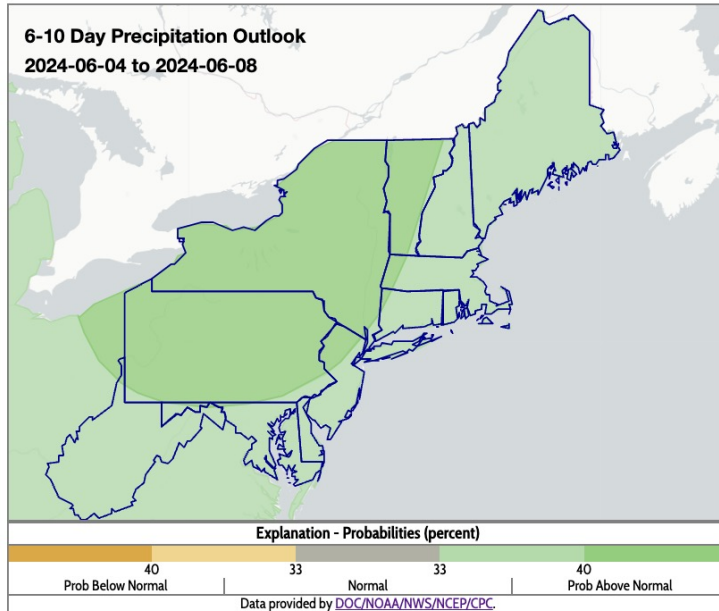 6-10 Day Precipitation Outlook
2024-06-04 to 2024-06-08
Explanation - Probabilities (percent)
40 33 33 40
Prob Below Normal Normal Prob Above Normal
Data provided by DOC/NOAA/NWS/NCEP/CPC.